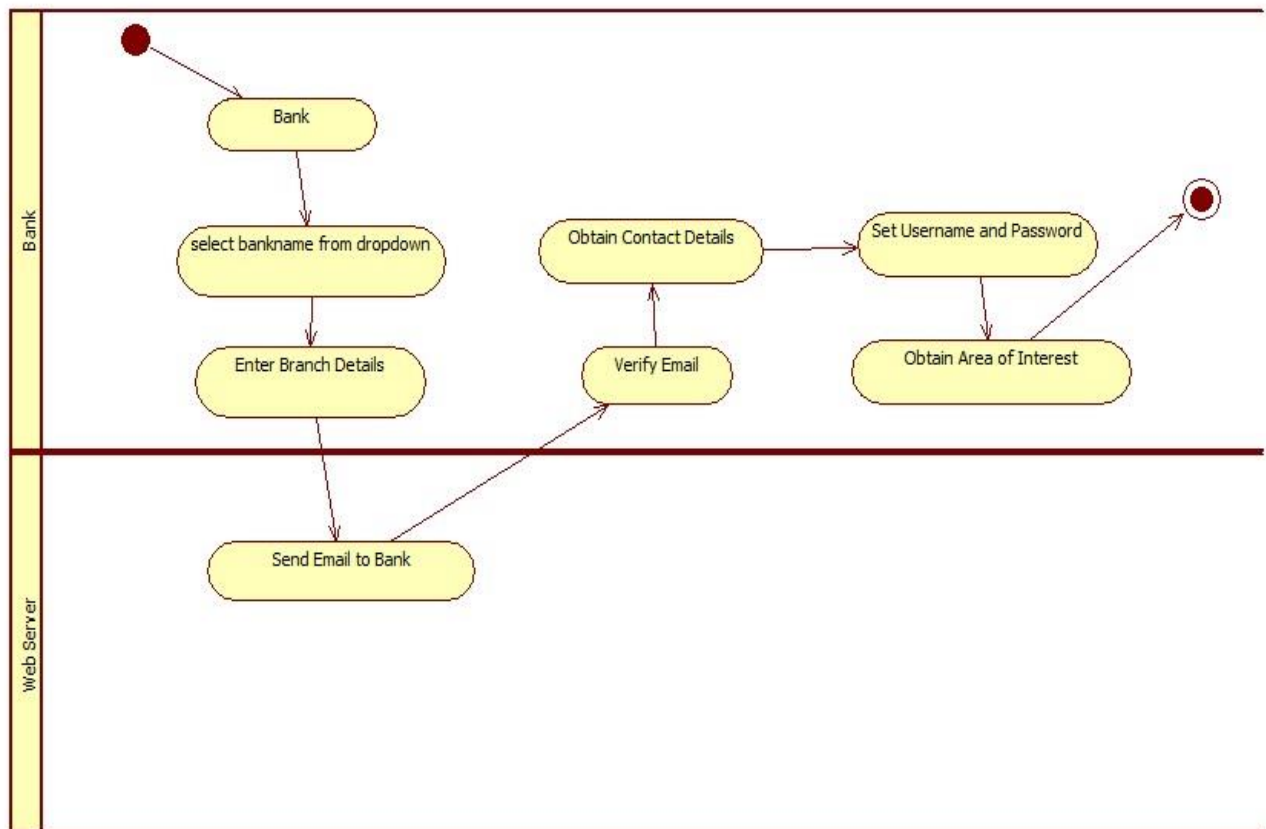 Bank
Bank
select bankname from dropdown
Enter Branch Details
Send Email to Bank
Verify Email
Obtain Contact Details
Set Username and Password
Obtain Area of Interest
Web Server